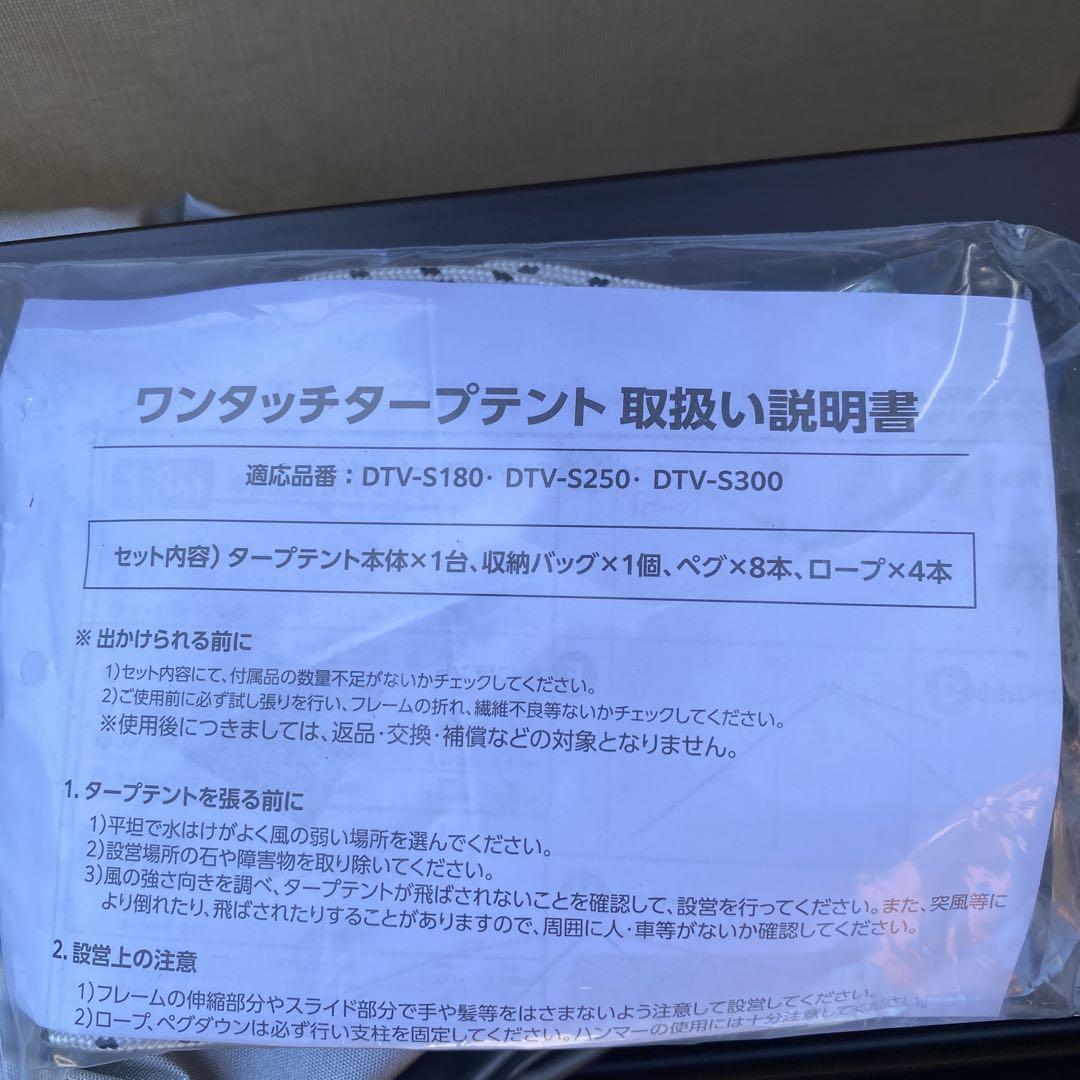 ワンタッチタープテント 取扱い説明書
適応品番：DTV-S180・DTV-S250・DTV-S300
セット内容）タープテント本体×1台、収納バッグ×1個、ペグ×8本、ロープ×4本
※ 出かけられる前に
1)セット内容にて、付属品の数量不足がないかチェックしてください。
2)ご使用前に必ず試し張りを行い、フレームの折れ、繊維不良等ないかチェックしてください。
※使用後につきましては、返品・交換・補償などの対象となりません。
1. タープテントを張る前に
1)平坦で水はけがよく風の弱い場所を選んでください。
2)設営場所の石や障害物を取り除いてください。
3)風の強さ向きを調べ、タープテントが飛ばされないことを確認して、設営を行ってください。また、突風等に
より倒れたり、飛ばされたりすることがありますので、周囲に人・車等がないか確認してください。
2. 設営上の注意
1)フレームの伸縮部分やスライド部分で手や髪等をはさまないよう注意して設営してください。
2)ロープ、ペグダウンは必ず行い支柱を固定してください。ハンマーの使用には十分注意してください。